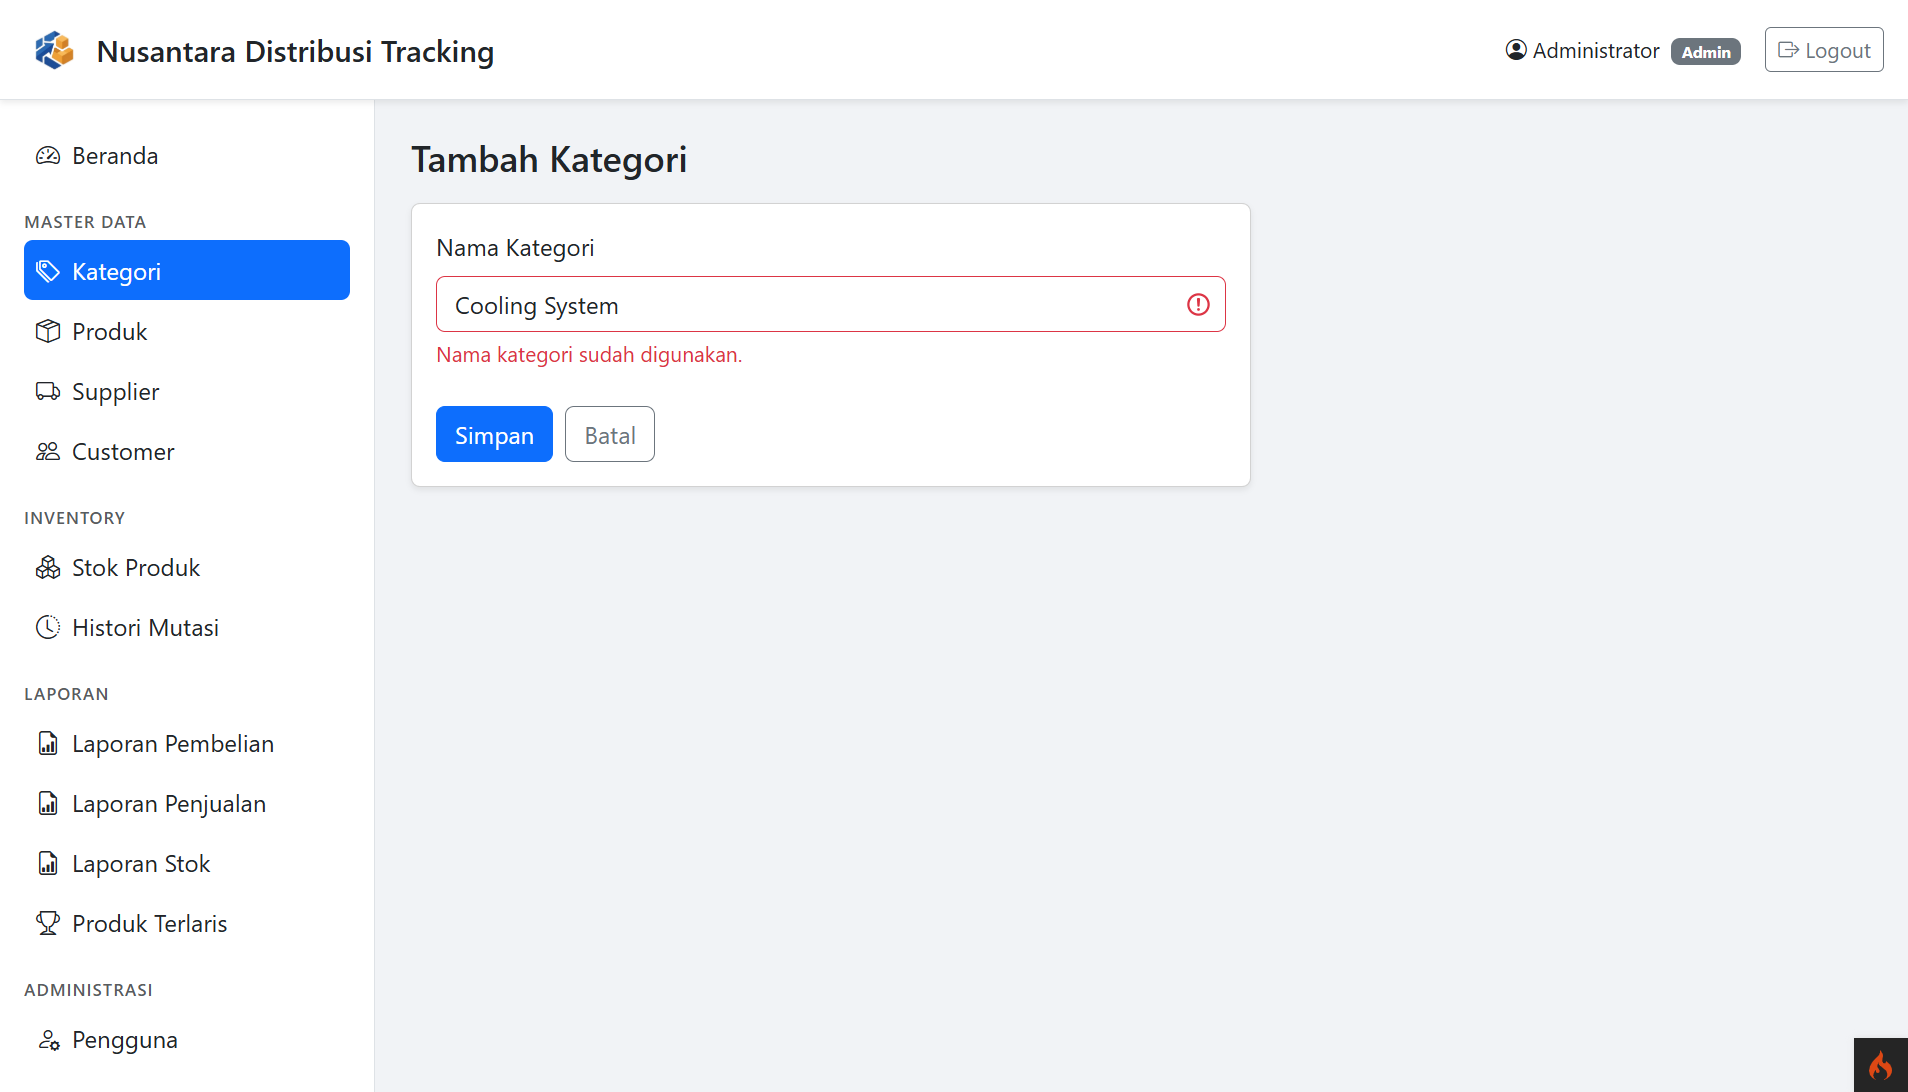 Nusantara Distribusi Tracking
Administrator Admin Logout
Beranda
MASTER DATA
Kategori
Produk
Supplier
Customer
INVENTORY
Stok Produk
Histori Mutasi
LAPORAN
Laporan Pembelian
Laporan Penjualan
Laporan Stok
Produk Terlaris
ADMINISTRASI
Pengguna
Tambah Kategori
Nama Kategori
Cooling System
Nama kategori sudah digunakan.
Simpan Batal